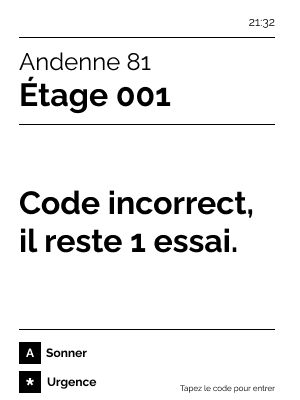 21:32
Andenne 81
Étage 001
Code incorrect,
il reste 1 essai.
A Sonner
* Urgence
Tapez le code pour entrer